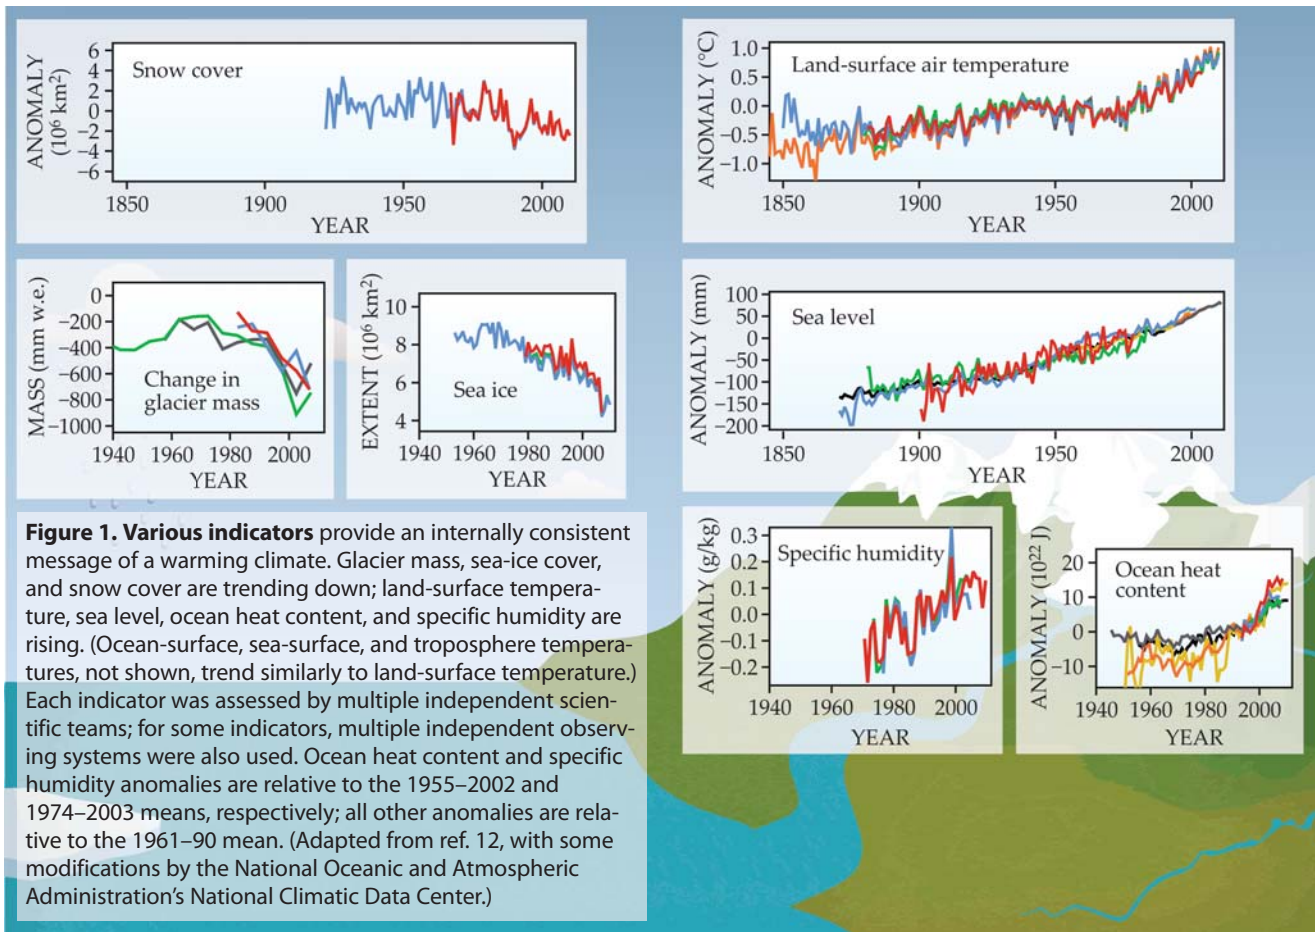 Snow cover
ANOMALY
(10⁶ km²)
6
4
2
0
−2
−4
−6
1850 1900 1950 2000
YEAR
Land-surface air temperature
ANOMALY (°C)
1.0
0.5
0.0
−0.5
−1.0
1850 1900 1950 2000
YEAR
Change in
glacier mass
MASS (mm w.e.)
0
−200
−400
−600
−800
−1000
1940 1960 1980 2000
YEAR
Sea ice
EXTENT (10⁶ km²)
10
8
6
4
1940 1960 1980 2000
YEAR
Sea level
ANOMALY (mm)
100
50
0
−50
−100
−150
−200
1850 1900 1950 2000
YEAR
Specific humidity
ANOMALY (g/kg)
0.3
0.2
0.1
0.0
−0.1
−0.2
1940 1960 1980 2000
YEAR
Ocean heat
content
ANOMALY (10²² J)
20
10
0
−10
1940 1960 1980 2000
YEAR
Figure 1. Various indicators provide an internally consistent
message of a warming climate. Glacier mass, sea-ice cover,
and snow cover are trending down; land-surface tempera-
ture, sea level, ocean heat content, and specific humidity are
rising. (Ocean-surface, sea-surface, and troposphere tempera-
tures, not shown, trend similarly to land-surface temperature.)
Each indicator was assessed by multiple independent scien-
tific teams; for some indicators, multiple independent observ-
ing systems were also used. Ocean heat content and specific
humidity anomalies are relative to the 1955–2002 and
1974–2003 means, respectively; all other anomalies are rela-
tive to the 1961–90 mean. (Adapted from ref. 12, with some
modifications by the National Oceanic and Atmospheric
Administration's National Climatic Data Center.)